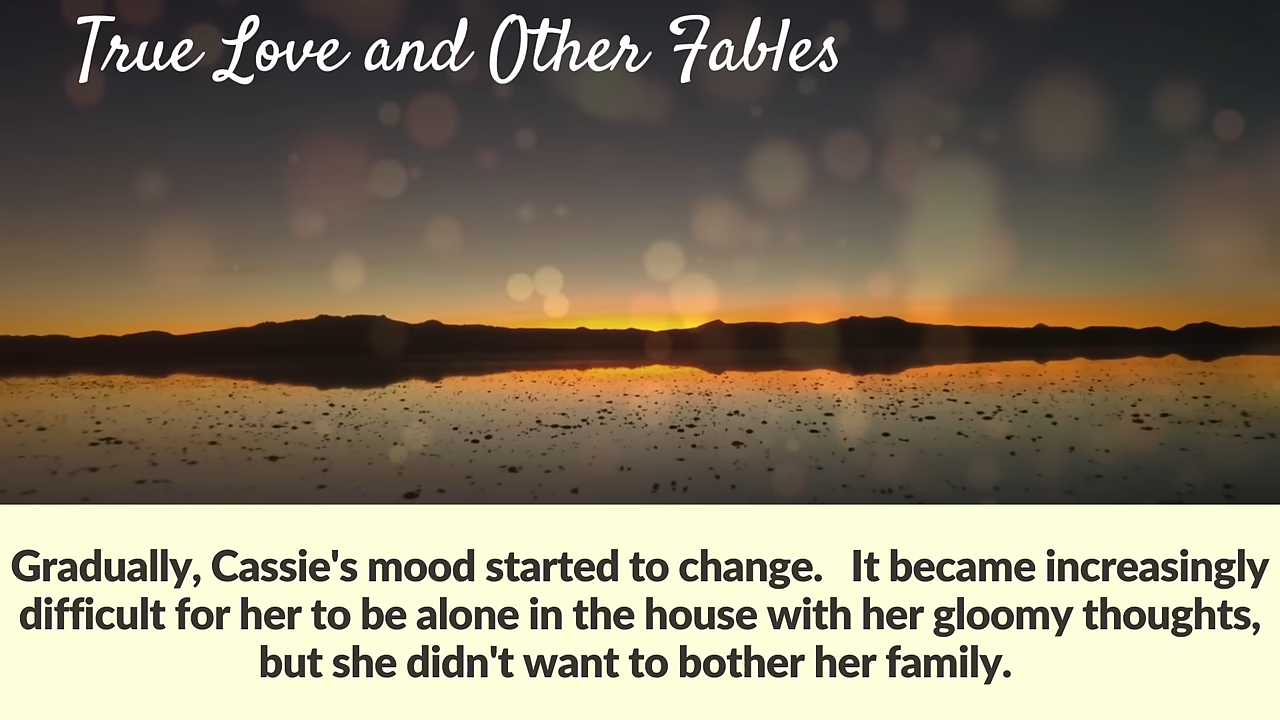 True Love and Other Fables
Gradually, Cassie's mood started to change.   It became increasingly
difficult for her to be alone in the house with her gloomy thoughts,
but she didn't want to bother her family.